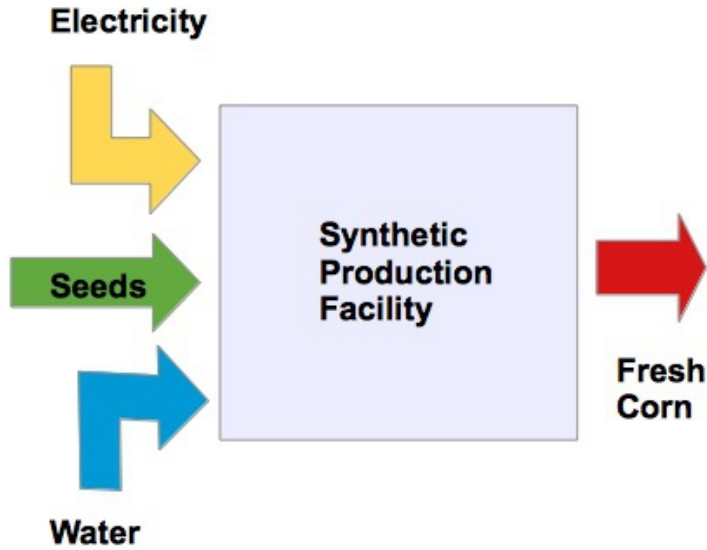 Electricity
Seeds
Water
Synthetic
Production
Facility
Fresh
Corn